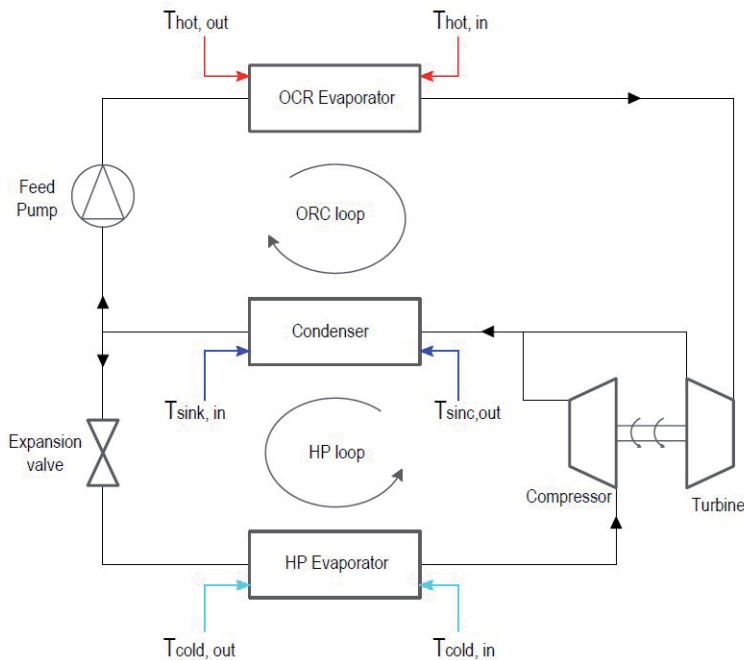 Thot, out
Thot, in
OCR Evaporator
Feed
Pump
ORC loop
Condenser
Tsink, in
Tsinc,out
Expansion
valve
HP loop
Compressor
Turbine
HP Evaporator
Tcold, out
Tcold, in